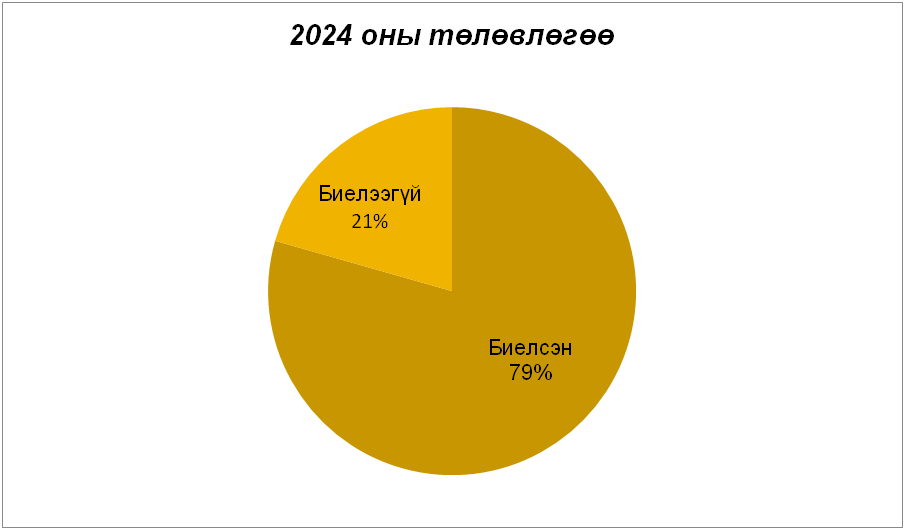 2024 оны төлөвлөгөө
Биелээгүй
21%
Биелсэн
79%